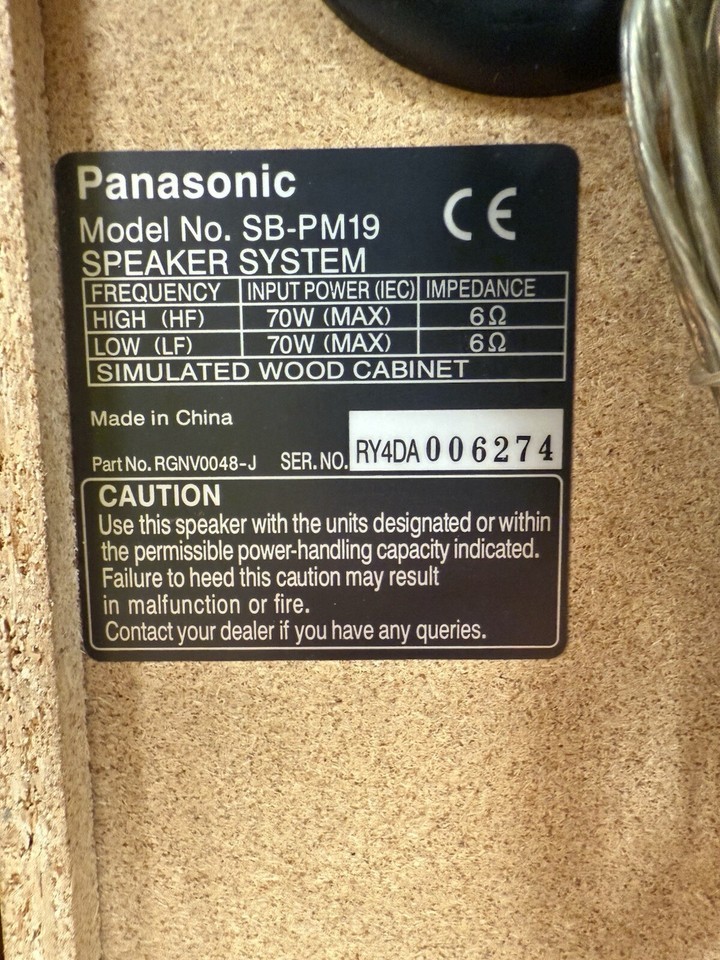 Panasonic
CE
Model No. SB-PM19
SPEAKER SYSTEM
FREQUENCY INPUT POWER (IEC) IMPEDANCE
HIGH (HF) 70W (MAX) 6Ω
LOW (LF) 70W (MAX) 6Ω
SIMULATED WOOD CABINET
Made in China
Part No. RGNV0048-J SER. NO. RY4DA 006274
CAUTION
Use this speaker with the units designated or within
the permissible power-handling capacity indicated.
Failure to heed this caution may result
in malfunction or fire.
Contact your dealer if you have any queries.